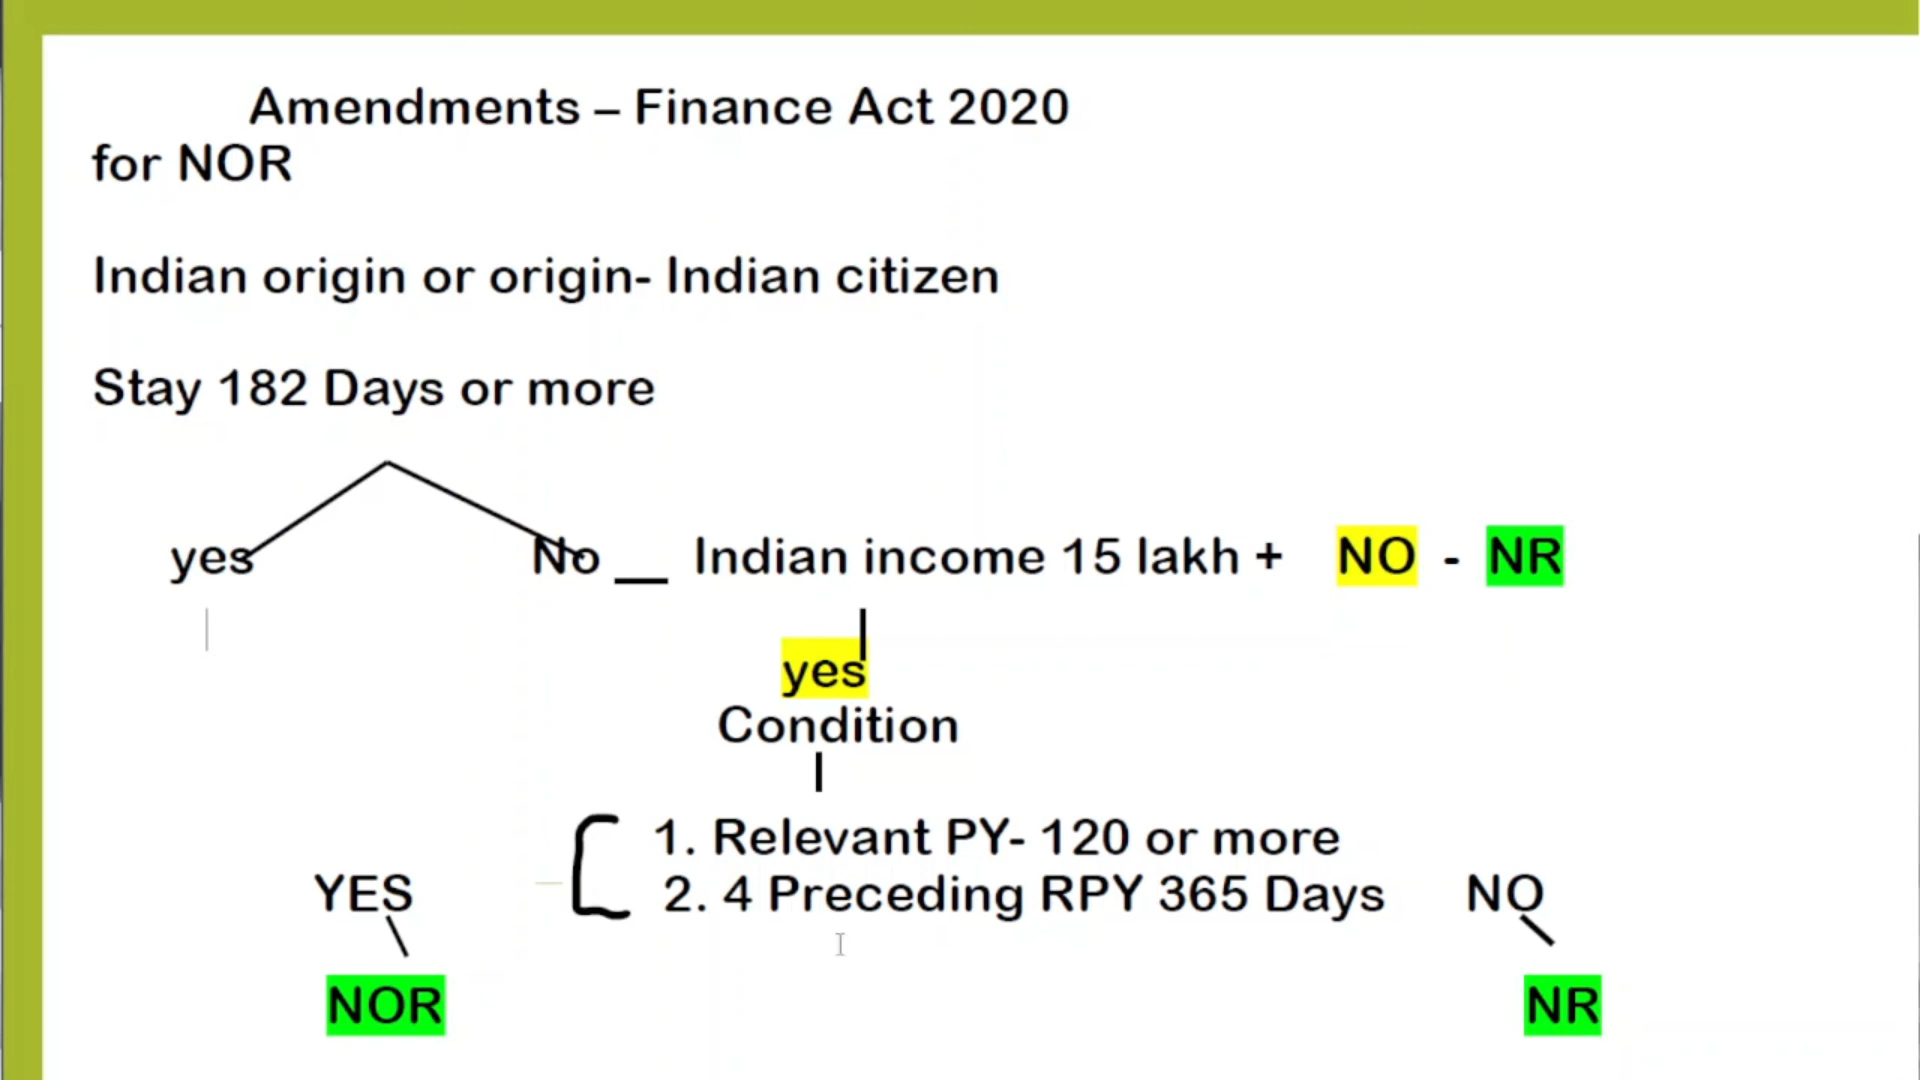 Amendments – Finance Act 2020
for NOR
Indian origin or origin- Indian citizen
Stay 182 Days or more
yes No __ Indian income 15 lakh + NO - NR
yes
Condition
1. Relevant PY- 120 or more
2. 4 Preceding RPY 365 Days
YES NO
NOR NR